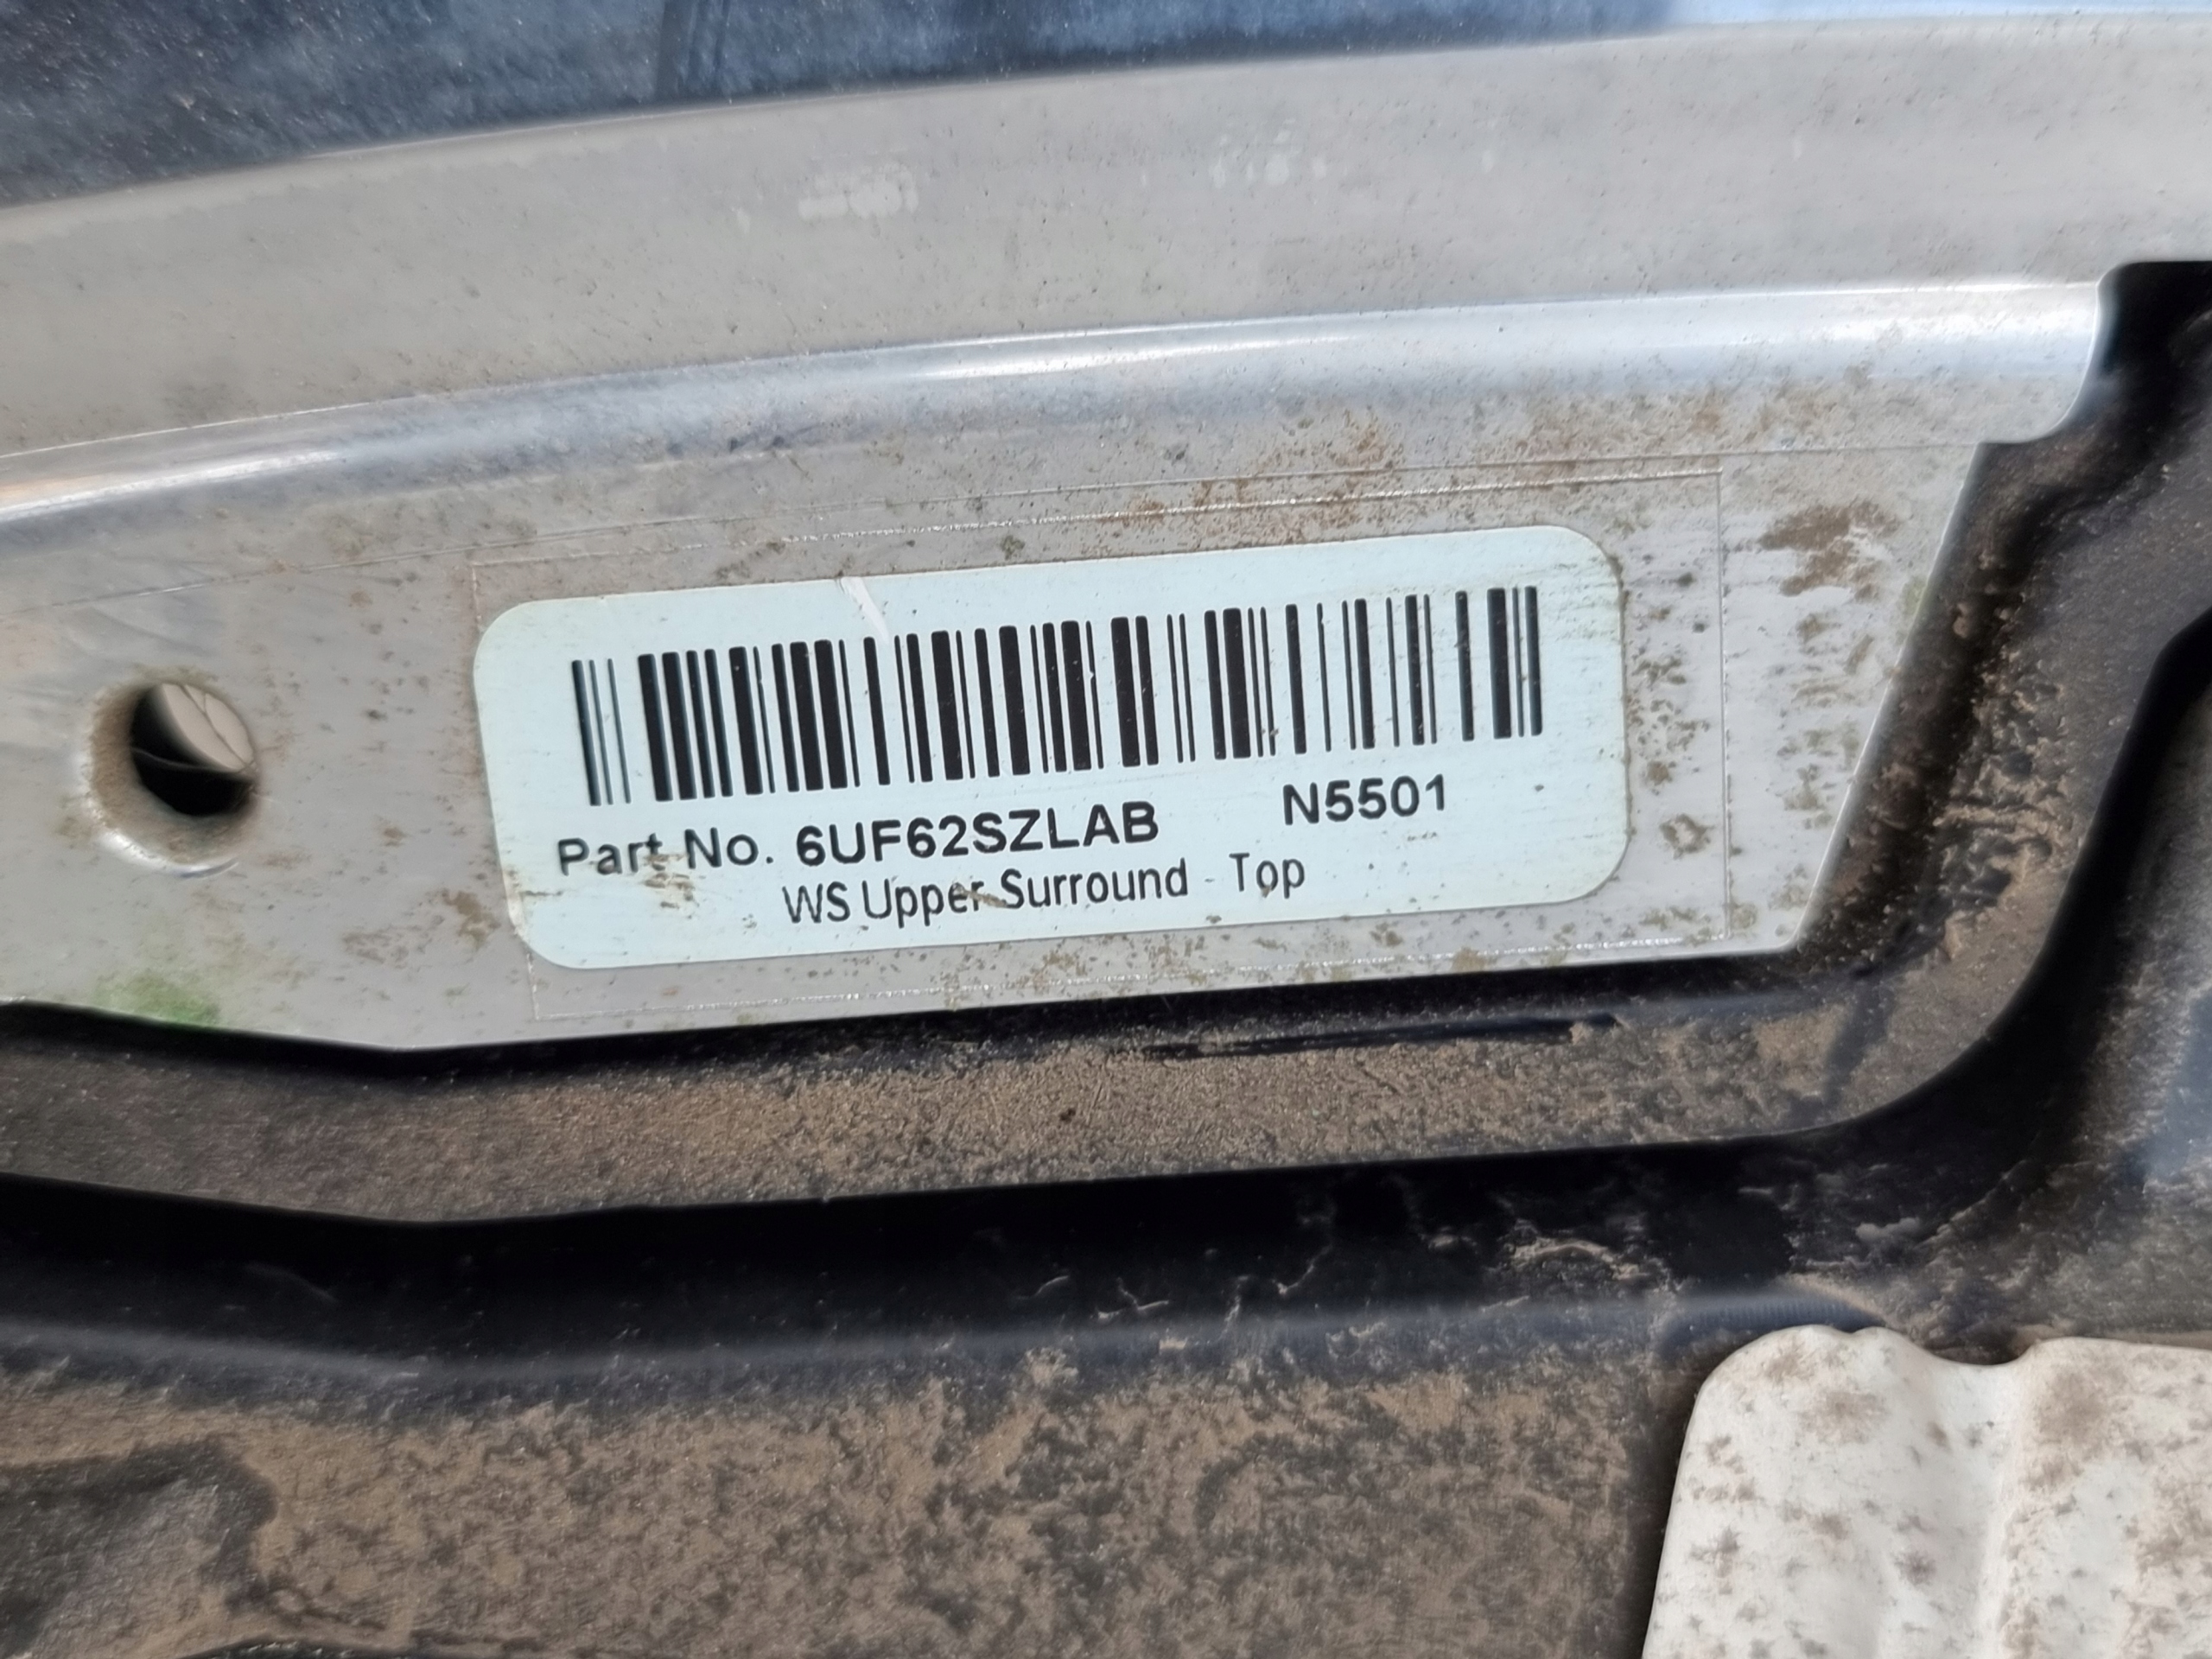 Part No. 6UF62SZLAB N5501
WS Upper Surround - Top